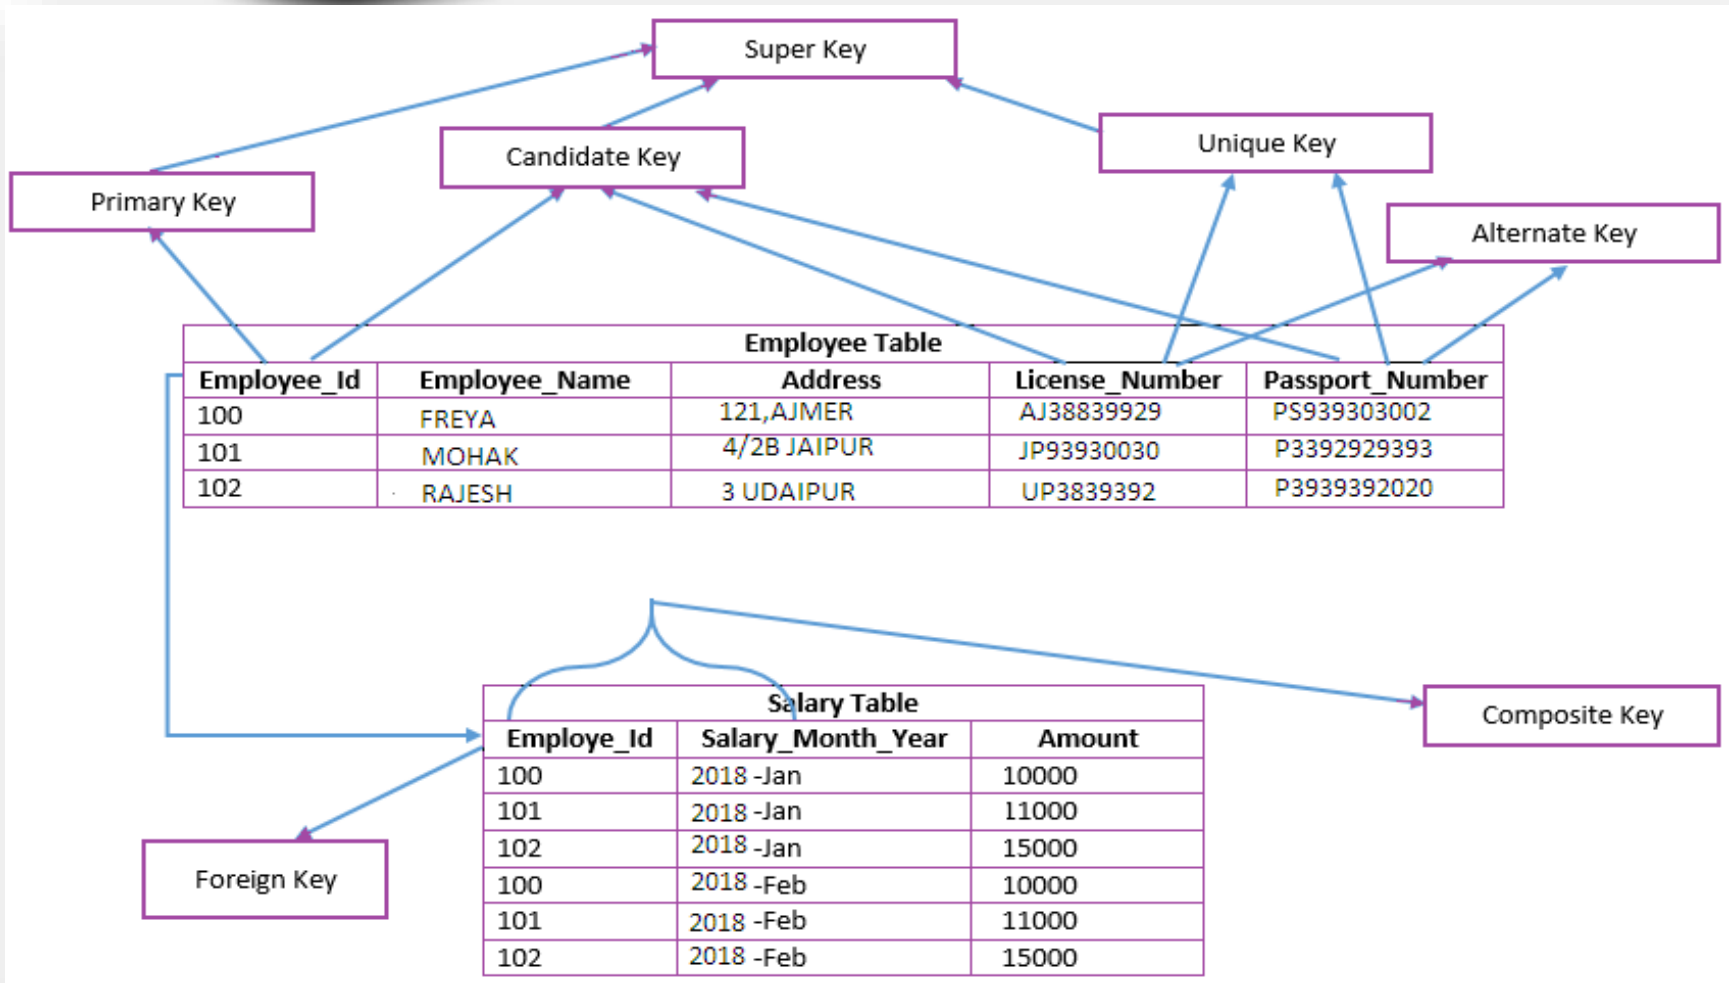 Super Key
Unique Key
Candidate Key
Primary Key
Alternate Key
Employee Table
Employee_Id Employee_Name Address License_Number Passport_Number
100 FREYA 121,AJMER AJ38839929 PS939303002
101 MOHAK 4/2B JAIPUR JP93930030 P3392929393
102 RAJESH 3 UDAIPUR UP3839392 P3939392020
Salary Table
Composite Key
Employe_Id Salary_Month_Year Amount
100 2018 -Jan 10000
101 2018 -Jan 11000
102 2018 -Jan 15000
100 2018 -Feb 10000
101 2018 -Feb 11000
102 2018 -Feb 15000
Foreign Key